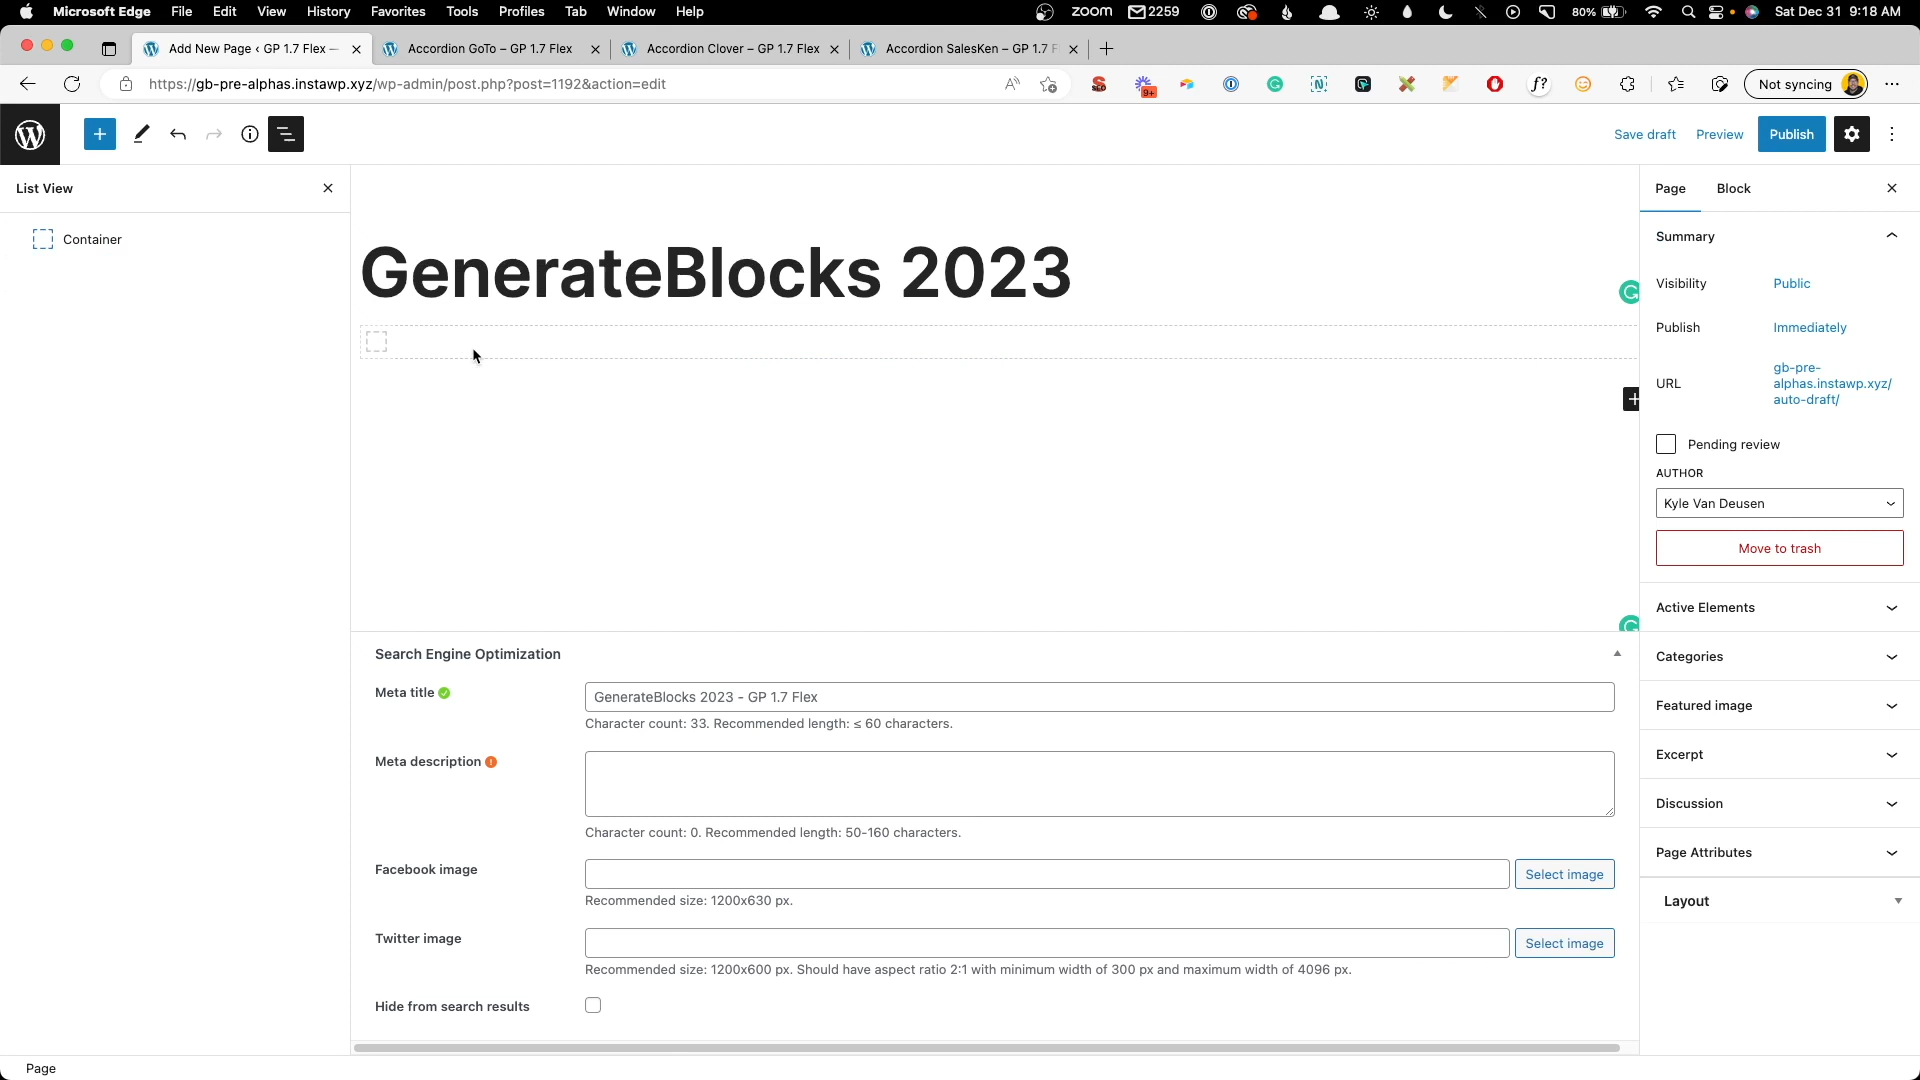 Microsoft Edge File Edit View History Favorites Tools Profiles Tab Window Help zoom 2259 80% Sat Dec 31 9:18 AM
Add New Page ‹ GP 1.7 Flex — Accordion GoTo – GP 1.7 Flex Accordion Clover – GP 1.7 Flex Accordion SalesKen – GP 1.7 F
https://gb-pre-alphas.instawp.xyz/wp-admin/post.php?post=1192&action=edit 9+ Not syncing
Save draft Preview Publish
List View
Page Block
Container
Summary
GenerateBlocks 2023
Visibility Public
Publish Immediately
URL
gb-pre-
alphas.instawp.xyz/
auto-draft/
Pending review
AUTHOR
Kyle Van Deusen
Move to trash
Active Elements
Categories
Featured image
Excerpt
Discussion
Page Attributes
Layout
Search Engine Optimization
Meta title
GenerateBlocks 2023 - GP 1.7 Flex
Character count: 33. Recommended length: ≤ 60 characters.
Meta description
Character count: 0. Recommended length: 50-160 characters.
Facebook image
Select image
Recommended size: 1200x630 px.
Twitter image
Select image
Recommended size: 1200x600 px. Should have aspect ratio 2:1 with minimum width of 300 px and maximum width of 4096 px.
Hide from search results
Page